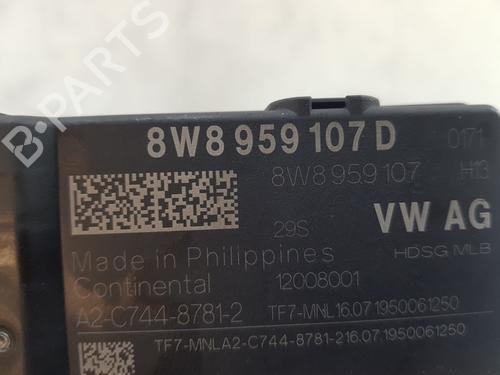 B-PARTS
8W8 959 107 D 0171
8W8 959 107 H13
29S VW AG
Made in Philippines HDSG MLB
Continental 12008001
A2-C744-8781-2 TF7-MNL 16.07.1950061250
TF7-MNLA2-C744-8781-216.07.1950061250